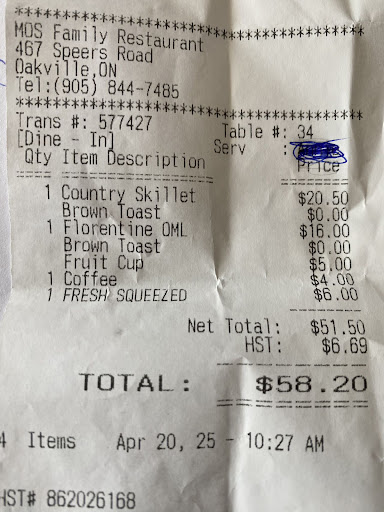 ************************************
MOS Family Restaurant
467 Speers Road
Oakville,ON
Tel:(905) 844-7485
************************************
Trans #: 577427 Table #: 34
[Dine - In] Serv :
Qty Item Description Price
1 Country Skillet $20.50
Brown Toast $0.00
1 Florentine OML $16.00
Brown Toast $0.00
Fruit Cup $5.00
1 Coffee $4.00
1 FRESH SQUEEZED $6.00
Net Total: $51.50
HST: $6.69
TOTAL: $58.20
4 Items Apr 20, 25 - 10:27 AM
HST# 862026168